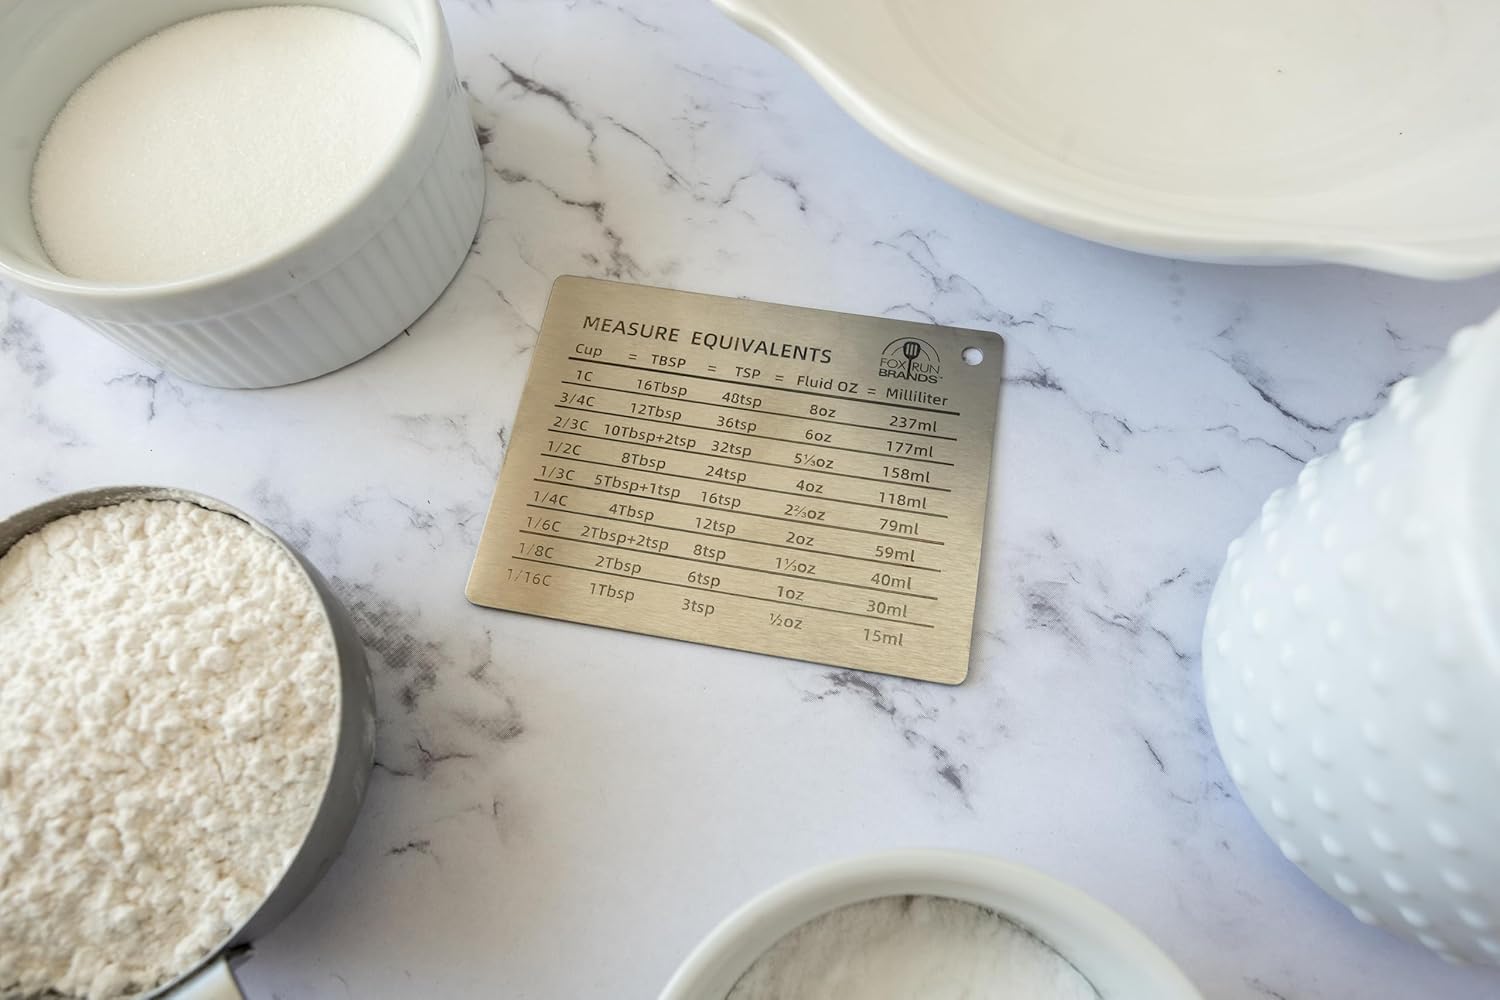 MEASURE EQUIVALENTS
FOX RUN
BRANDS™
Cup = TBSP = TSP = Fluid OZ = Milliliter
1C 16Tbsp 48tsp 8oz 237ml
3/4C 12Tbsp 36tsp 6oz 177ml
2/3C 10Tbsp+2tsp 32tsp 5⅓oz 158ml
1/2C 8Tbsp 24tsp 4oz 118ml
1/3C 5Tbsp+1tsp 16tsp 2⅔oz 79ml
1/4C 4Tbsp 12tsp 2oz 59ml
1/6C 2Tbsp+2tsp 8tsp 1⅓oz 40ml
1/8C 2Tbsp 6tsp 1oz 30ml
1/16C 1Tbsp 3tsp ½oz 15ml